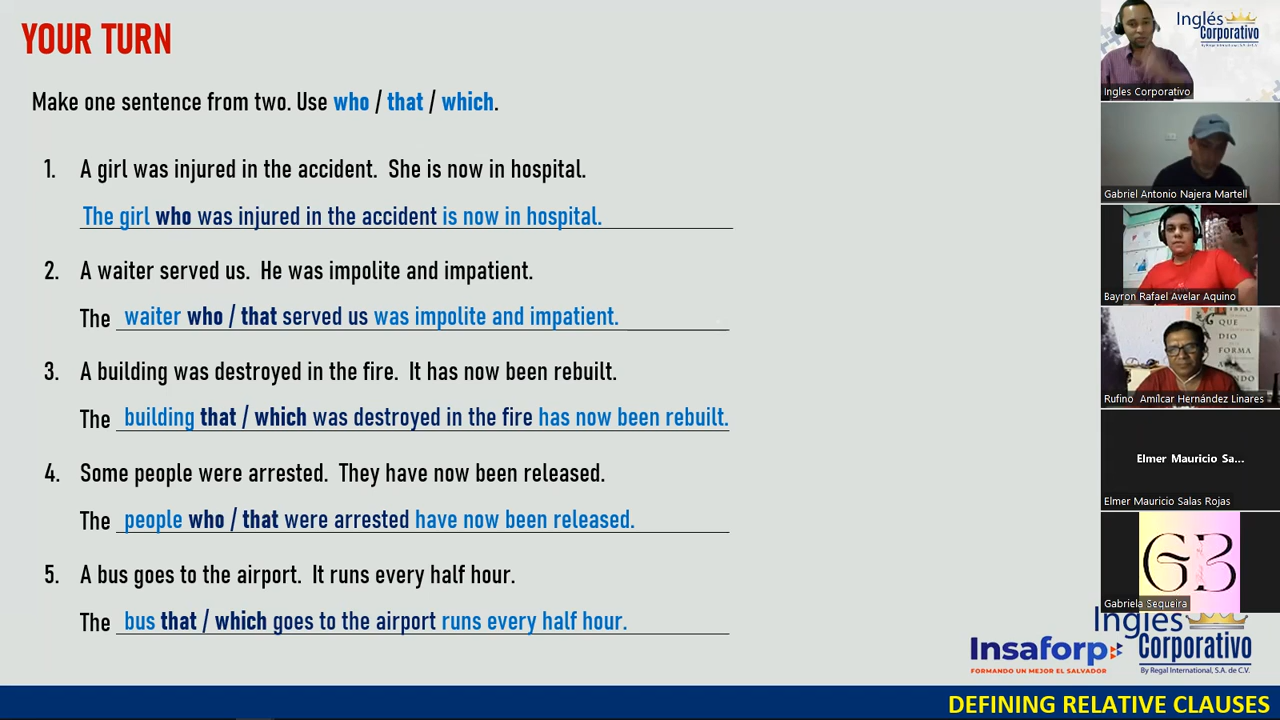 YOUR TURN
Make one sentence from two. Use who / that / which.
1. A girl was injured in the accident. She is now in hospital.
The girl who was injured in the accident is now in hospital.
2. A waiter served us. He was impolite and impatient.
The waiter who / that served us was impolite and impatient.
3. A building was destroyed in the fire. It has now been rebuilt.
The building that / which was destroyed in the fire has now been rebuilt.
4. Some people were arrested. They have now been released.
The people who / that were arrested have now been released.
5. A bus goes to the airport. It runs every half hour.
The bus that / which goes to the airport runs every half hour.
Inglés
Corporativo
By Regal International, S.A. de C.V.
Ingles Corporativo
Gabriel Antonio Najera Martell
Bayron Rafael Avelar Aquino
QUE
DIO
FORMA
Rufino Amílcar Hernández Linares
Elmer Mauricio Sa...
Elmer Mauricio Salas Rojas
GB
Gabriela Sequeira
Inglés
Corporativo
By Regal International, S.A. de C.V.
Insaforp
FORMANDO UN MEJOR EL SALVADOR
DEFINING RELATIVE CLAUSES